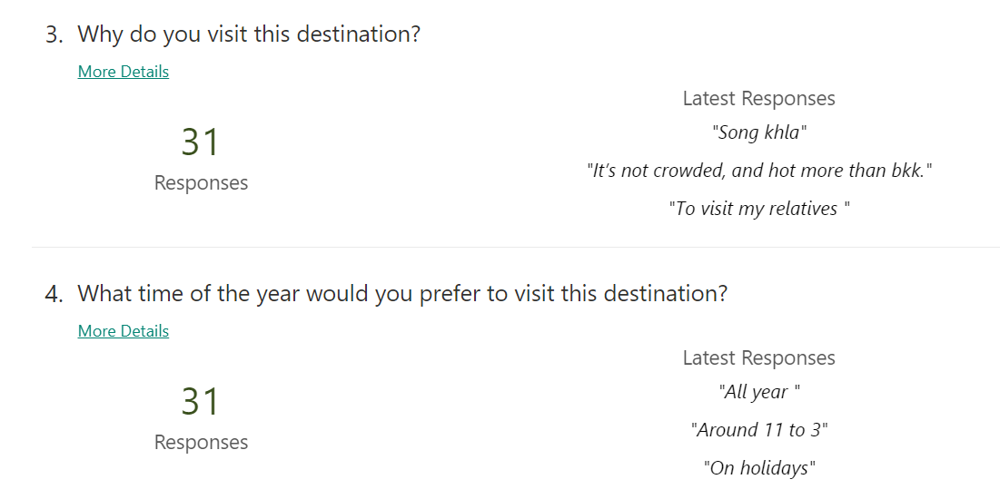 3. Why do you visit this destination?
More Details
31
Responses
Latest Responses
"Song khla"
"It's not crowded, and hot more than bkk."
"To visit my relatives "
4. What time of the year would you prefer to visit this destination?
More Details
31
Responses
Latest Responses
"All year "
"Around 11 to 3"
"On holidays"